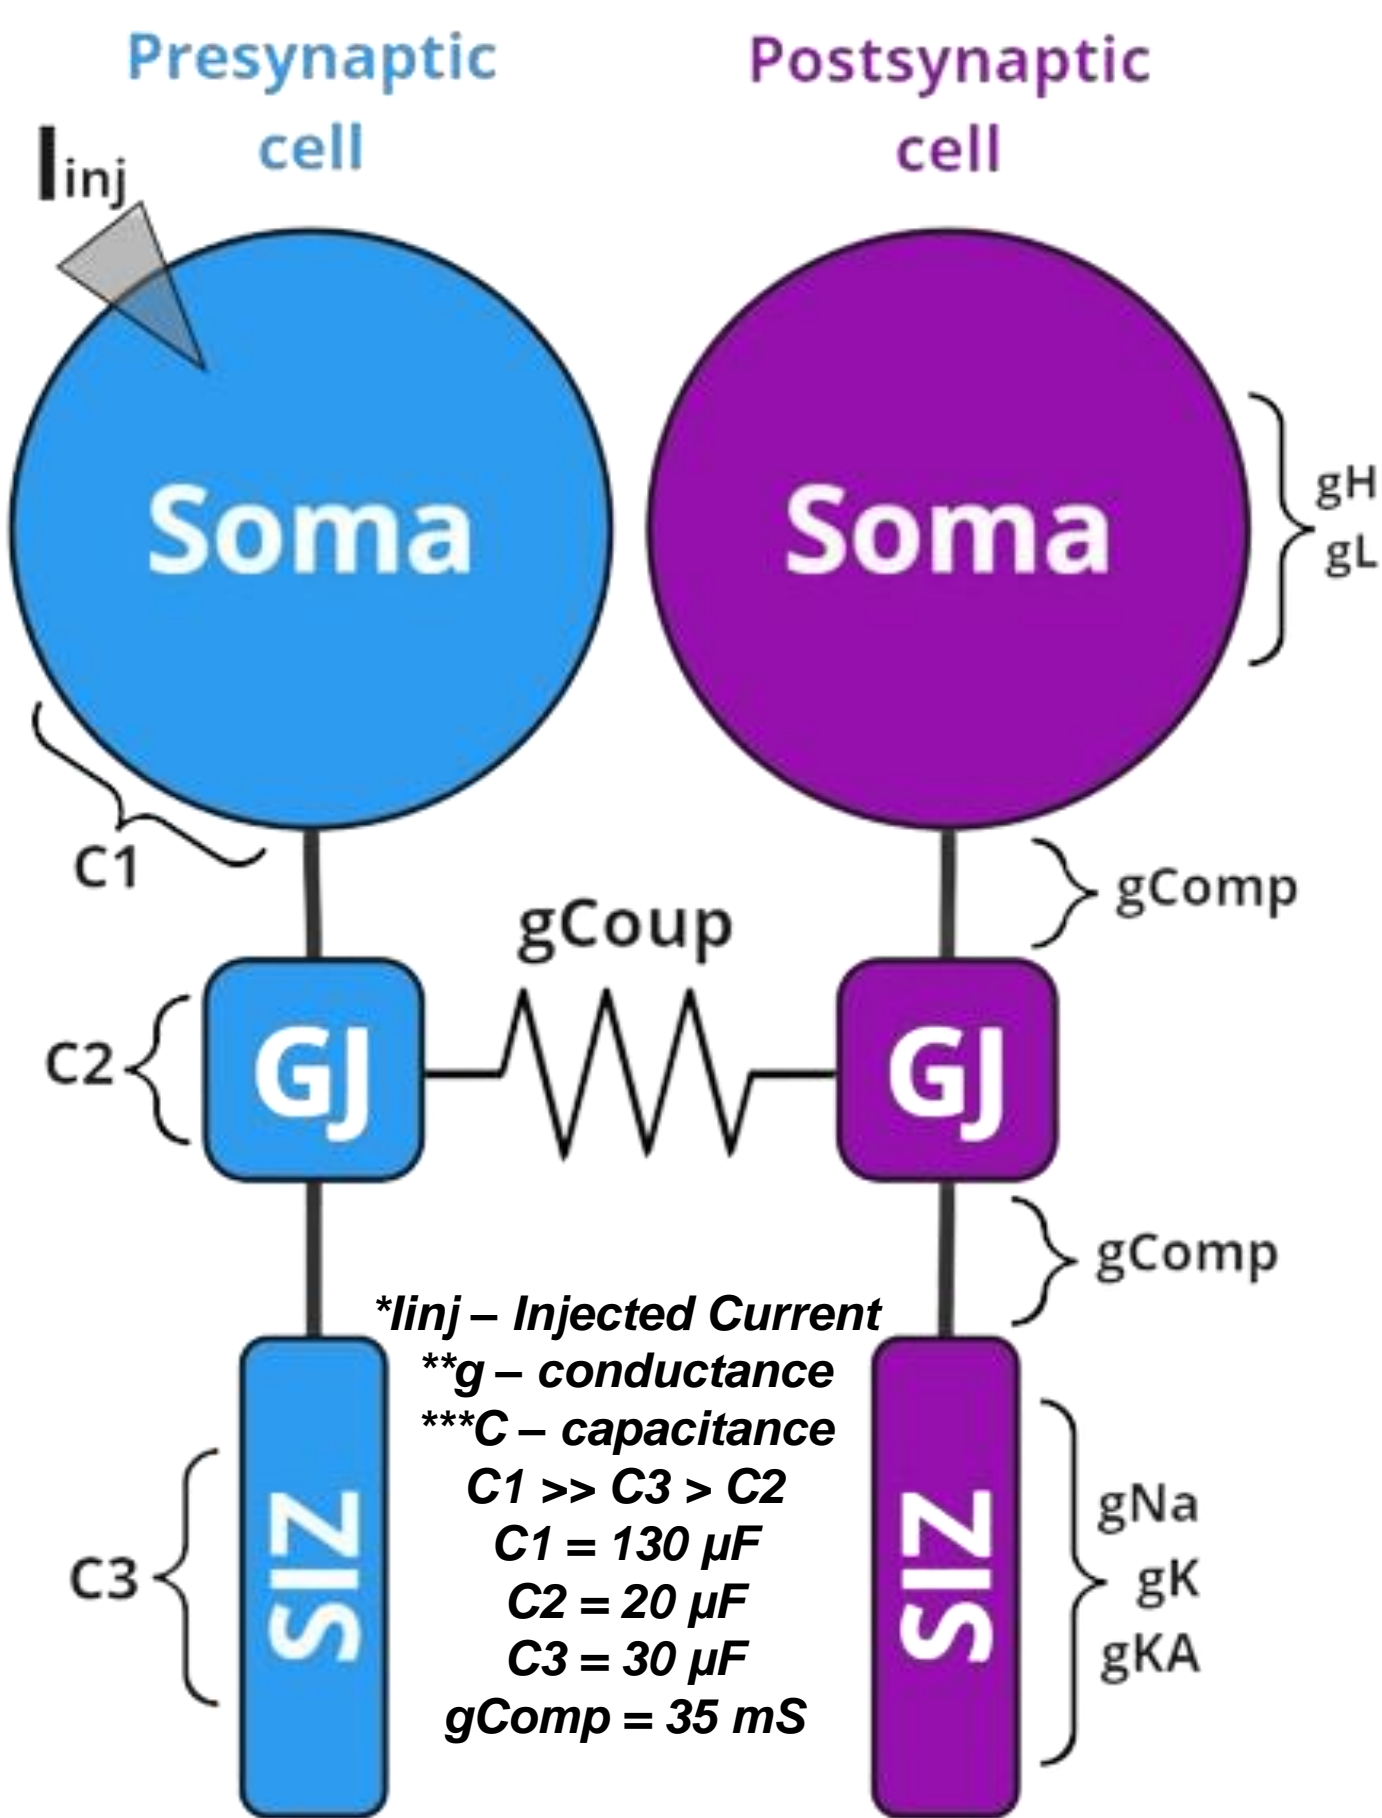 Presynaptic
cell
Postsynaptic
cell
Iinj
Soma
Soma
gH
gL
C1
gComp
gCoup
C2
GJ
GJ
gComp
*Iinj – Injected Current
**g – conductance
***C – capacitance
C1 >> C3 > C2
C1 = 130 µF
C2 = 20 µF
C3 = 30 µF
gComp = 35 mS
C3
SIZ
SIZ
gNa
gK
gKA